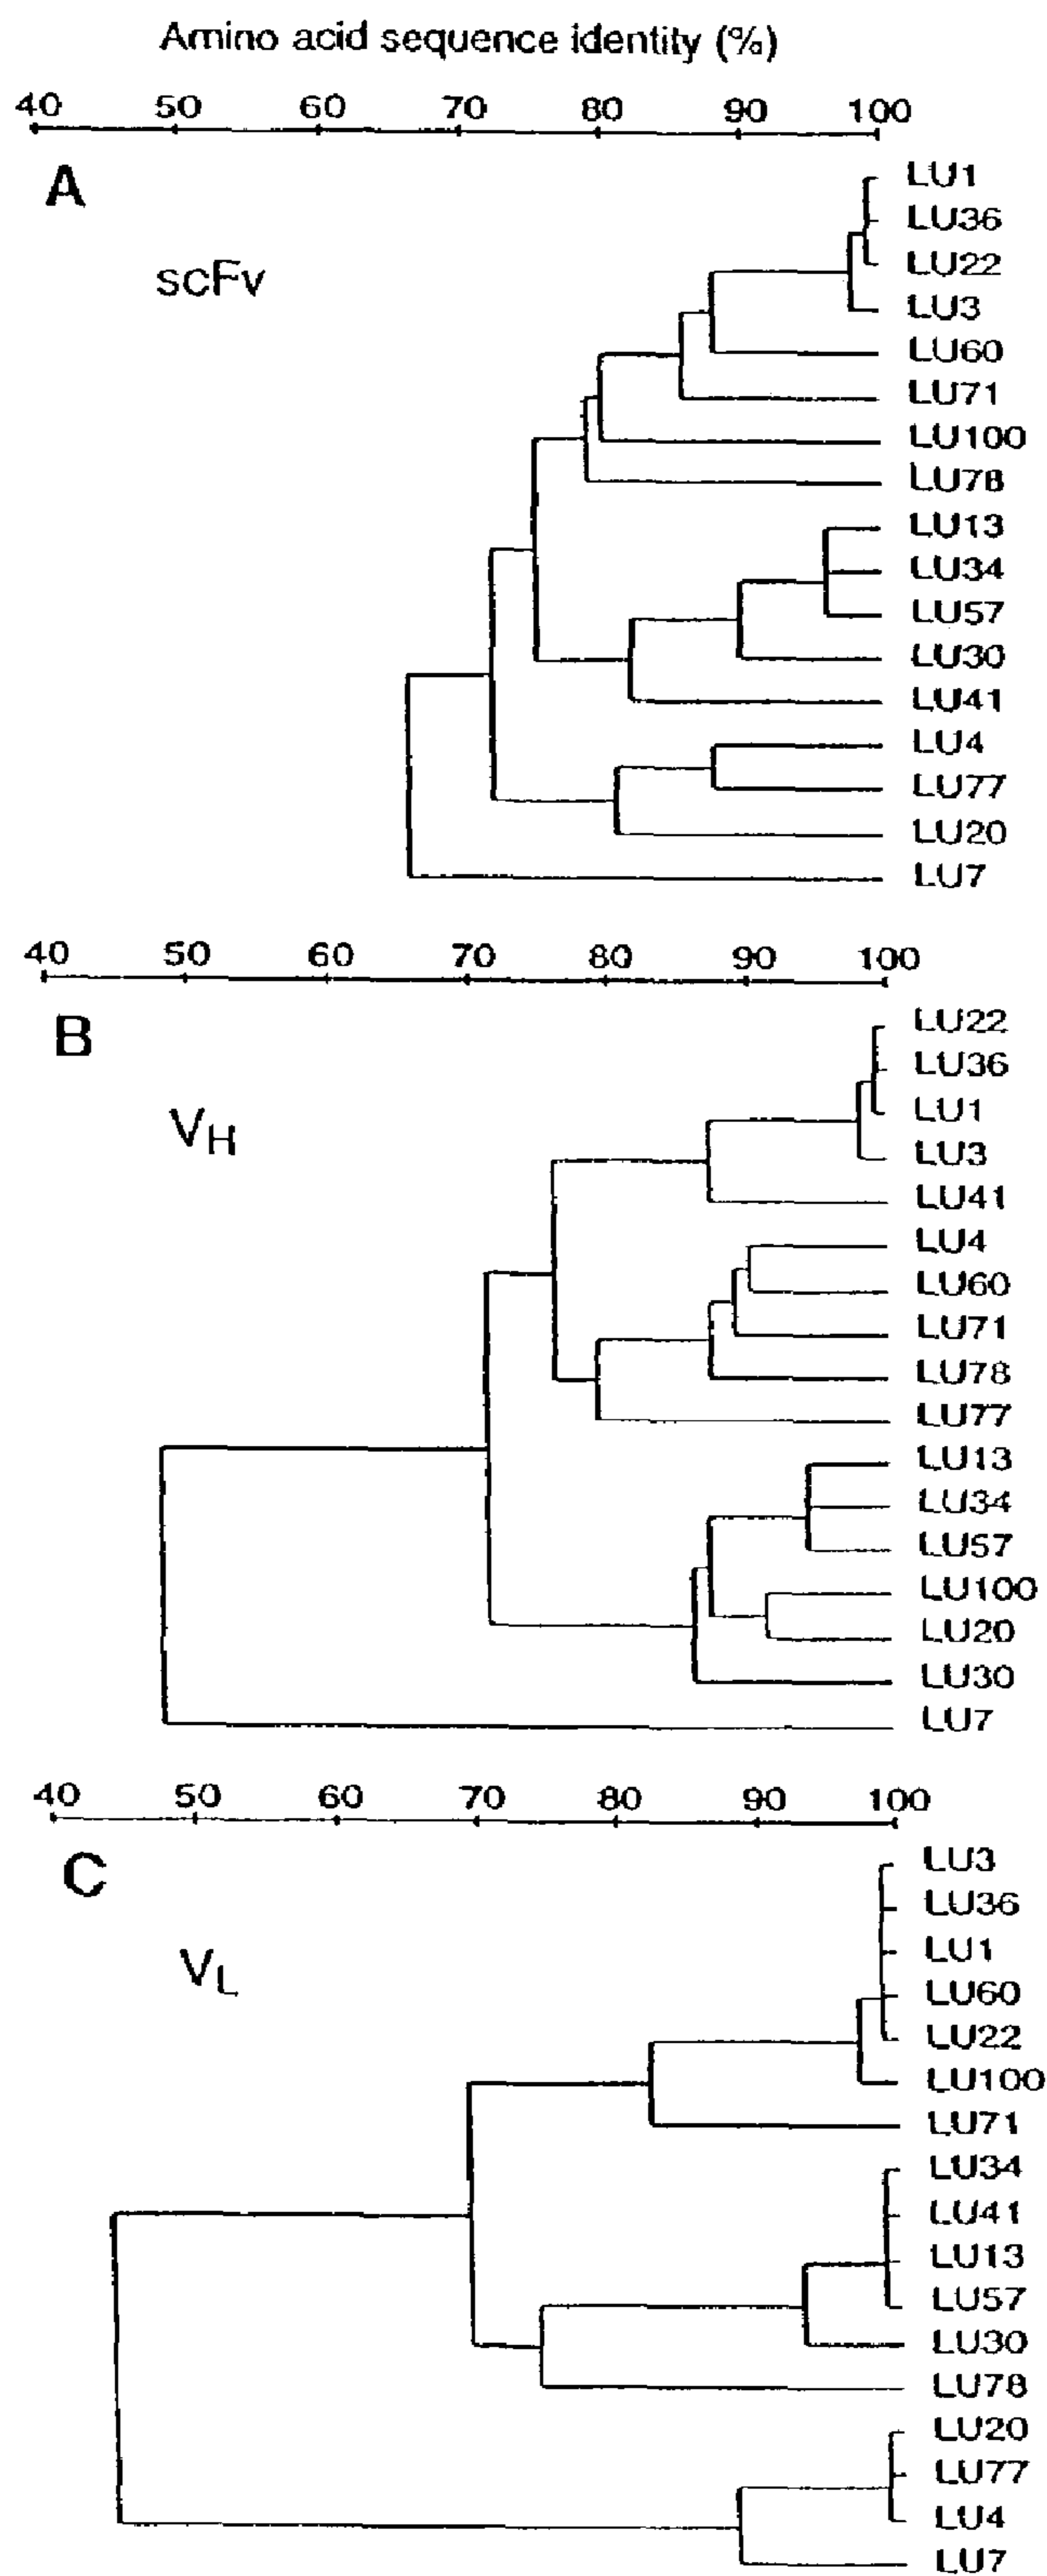 Amino acid sequence identity (%)
40 50 60 70 80 90 100
A
LU1
LU36
scFv
LU22
LU3
LU60
LU71
LU100
LU78
LU13
LU34
LU57
LU30
LU41
LU4
LU77
LU20
LU7
40 50 60 70 80 90 100
B
LU22
LU36
VH
LU1
LU3
LU41
LU4
LU60
LU71
LU78
LU77
LU13
LU34
LU57
LU100
LU20
LU30
LU7
40 50 60 70 80 90 100
C
LU3
LU36
VL
LU1
LU60
LU22
LU100
LU71
LU34
LU41
LU13
LU57
LU30
LU78
LU20
LU77
LU4
LU7